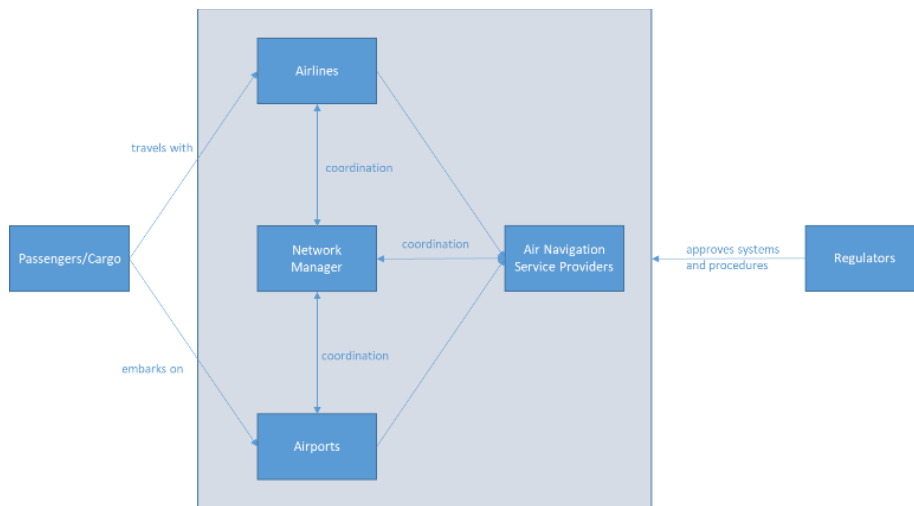 Airlines
travels with
coordination
Passengers/Cargo
Network
Manager
coordination
Air Navigation
Service Providers
approves systems
and procedures
Regulators
coordination
embarks on
Airports